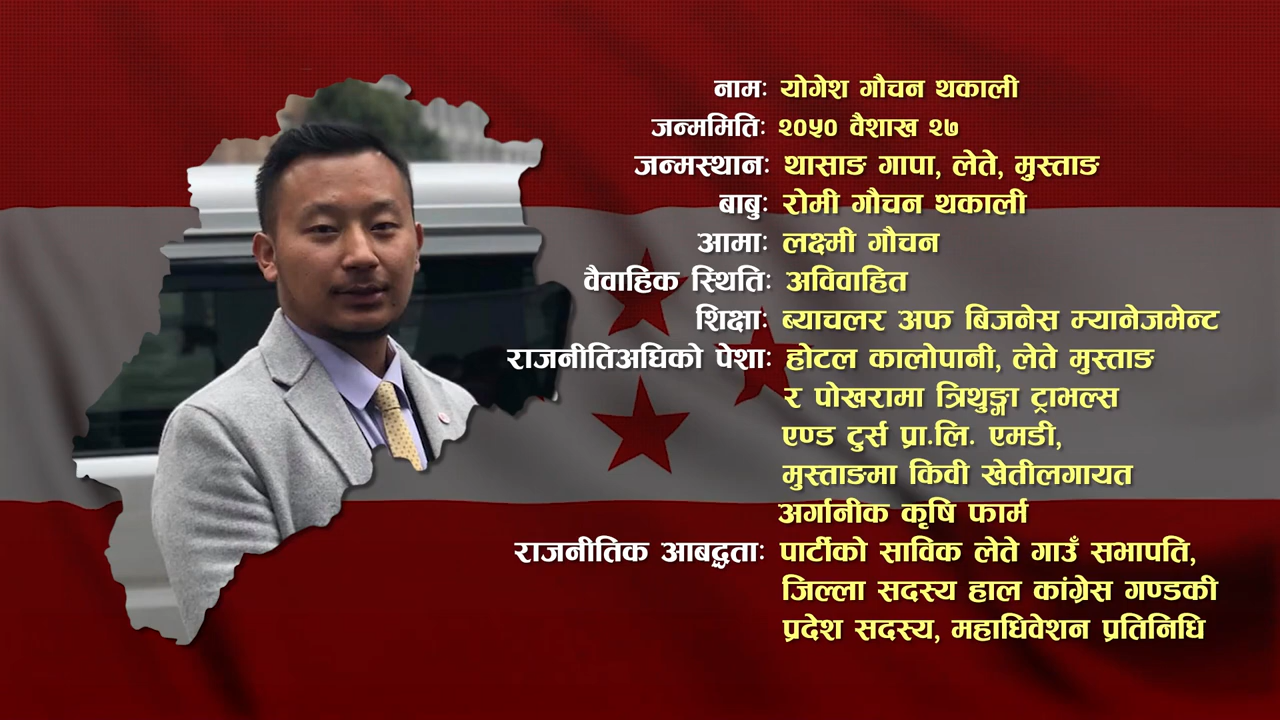 नामः योगेश गौचन थकाली
जन्ममितिः २०५० वैशाख २७
जन्मस्थानः थासाङ गापा, लेते, मुस्ताङ
बाबुः रोमी गौचन थकाली
आमाः लक्ष्मी गौचन
वैवाहिक स्थितिः अविवाहित
शिक्षाः ब्याचलर अफ बिजनेस म्यानेजमेन्ट
राजनीतिअघिको पेशाः होटल कालोपानी, लेते मुस्ताङ
र पोखरामा त्रिथुङ्गा ट्राभल्स
एण्ड टुर्स प्रा.लि. एमडी,
मुस्ताङमा किवी खेतीलगायत
अर्गानीक कृषि फार्म
राजनीतिक आबद्धताः पार्टीको साविक लेते गाउँ सभापति,
जिल्ला सदस्य हाल कांग्रेस गण्डकी
प्रदेश सदस्य, महाधिवेशन प्रतिनिधि